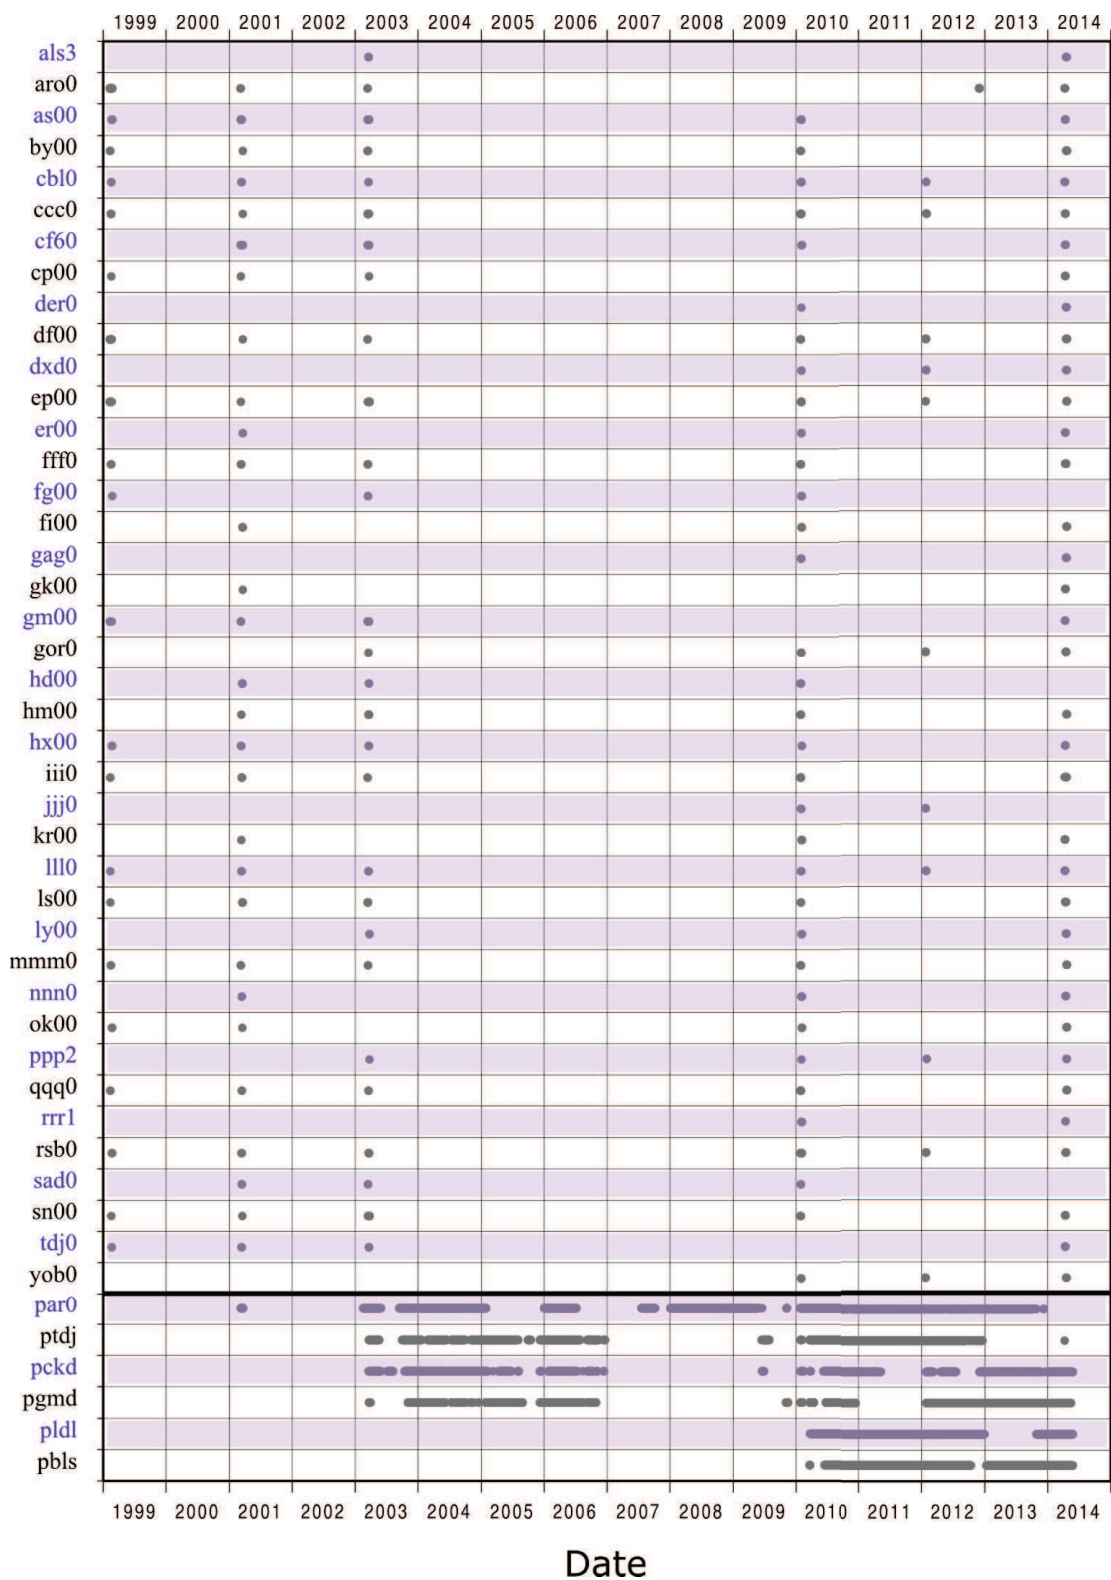 1999 2000 2001 2002 2003 2004 2005 2006 2007 2008 2009 2010 2011 2012 2013 2014
als3
aro0
as00
by00
cbl0
ccc0
cf60
cp00
der0
df00
dxd0
ep00
er00
fff0
fg00
fi00
gag0
gk00
gm00
gor0
hd00
hm00
hx00
iii0
jjj0
kr00
lll0
ls00
ly00
mmm0
nnn0
ok00
ppp2
qqq0
rrr1
rsb0
sad0
sn00
tdj0
yob0
par0
ptdj
pckd
pgmd
pldl
pbls
1999 2000 2001 2002 2003 2004 2005 2006 2007 2008 2009 2010 2011 2012 2013 2014
Date